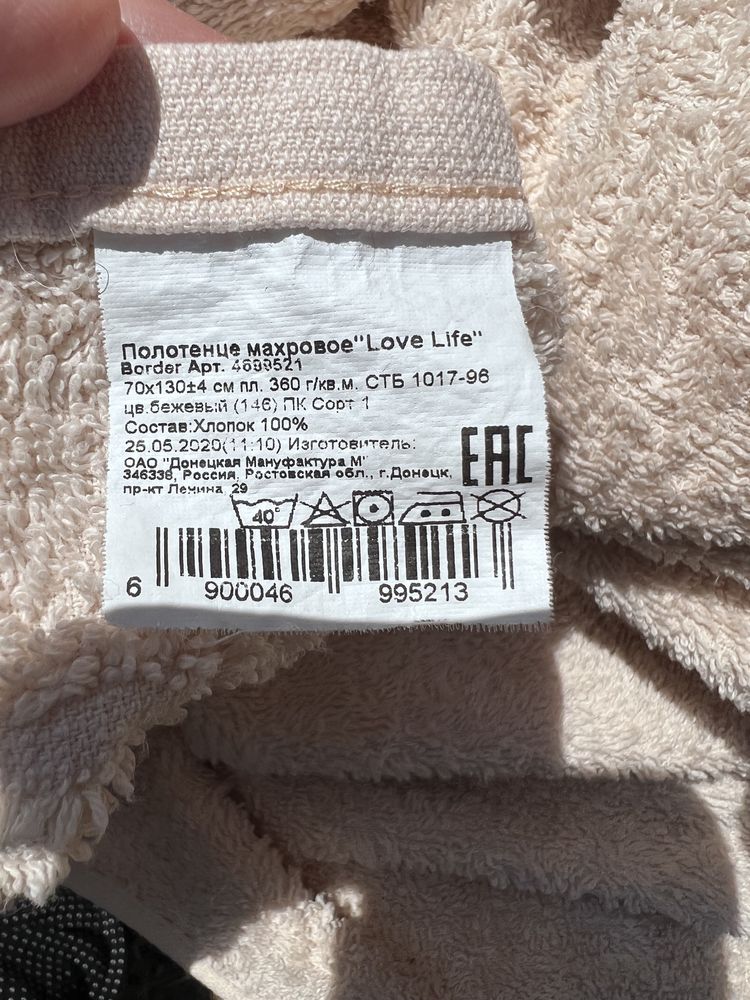 Полотенце махровое"Love Life"
Border Арт. 4699521
70х130±4 см пл. 360 г/кв.м. СТБ 1017-96
цв.бежевый (146) ПК Сорт 1
Состав:Хлопок 100%
25.05.2020(11:10) Изготовитель:
ОАО "Донецкая Мануфактура М"
346338, Россия, Ростовская обл., г.Донецк,
пр-кт Ленина, 29
EAC
40°
6 900046 995213